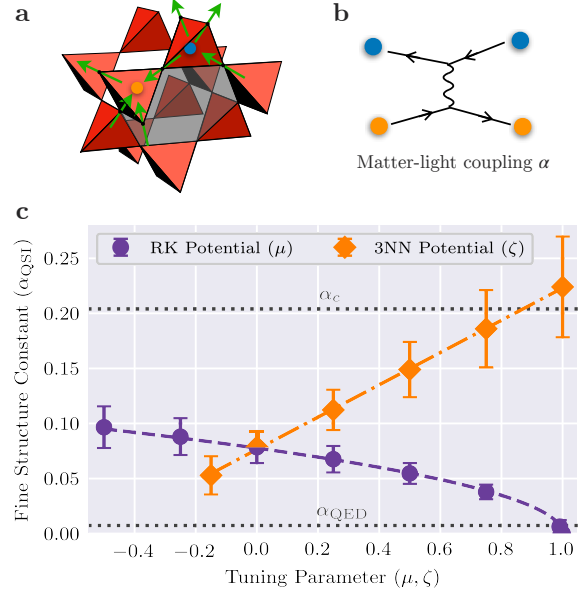 a
b
Matter-light coupling α
c
RK Potential (μ)
3NN Potential (ζ)
Fine Structure Constant (α_QSI)
0.25
0.20
0.15
0.10
0.05
0.00
α_c
α_QED
−0.4 −0.2 0.0 0.2 0.4 0.6 0.8 1.0
Tuning Parameter (μ, ζ)